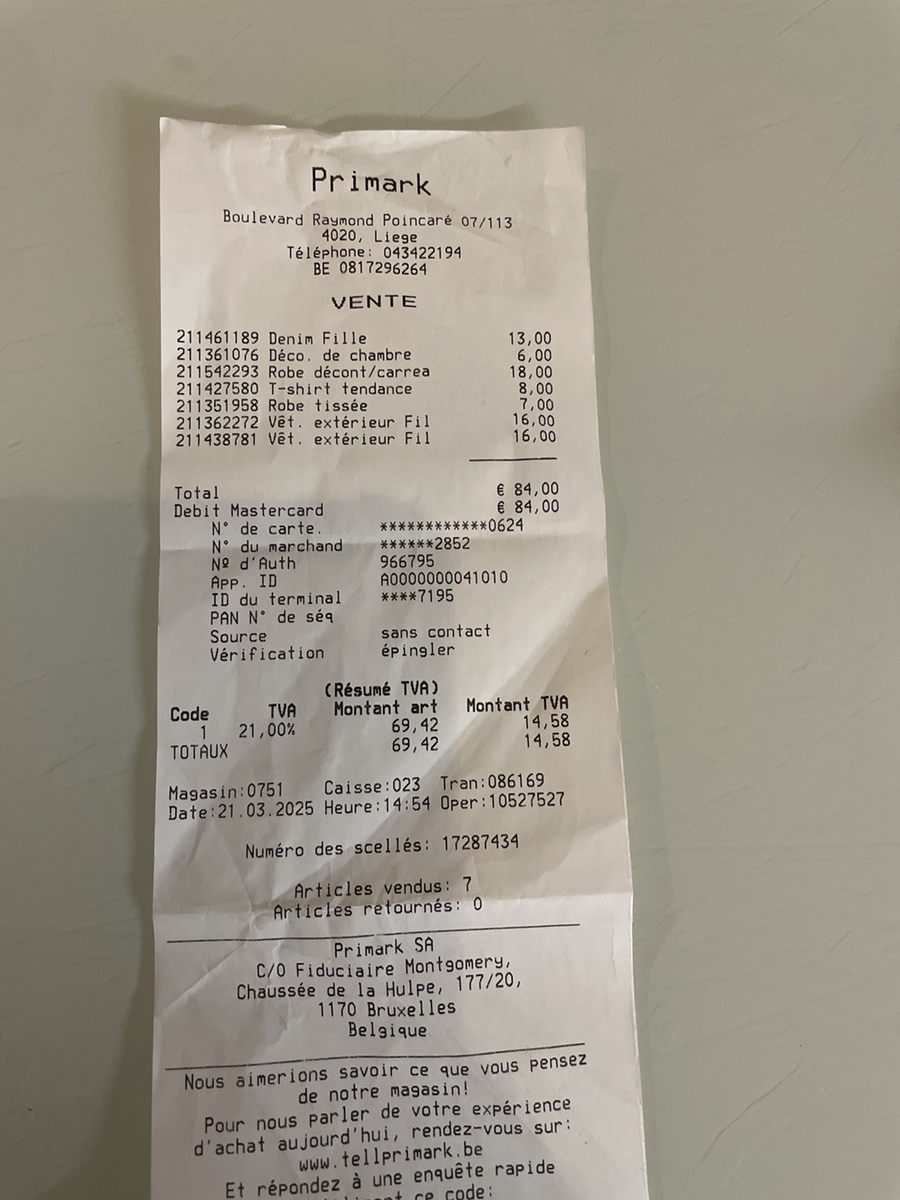 Primark
Boulevard Raymond Poincaré 07/113
4020, Liege
Téléphone: 043422194
BE 0817296264
VENTE
211461189 Denim Fille 13,00
211361076 Déco. de chambre 6,00
211542293 Robe décont/carrea 18,00
211427580 T-shirt tendance 8,00
211351958 Robe tissée 7,00
211362272 Vêt. extérieur Fil 16,00
211438781 Vêt. extérieur Fil 16,00
Total € 84,00
Debit Mastercard € 84,00
N° de carte. ************0624
N° du marchand ******2852
Nº d'Auth 966795
App. ID A0000000041010
ID du terminal ****7195
PAN N° de séq
Source sans contact
Vérification épingler
(Résumé TVA)
Code TVA Montant art Montant TVA
1 21,00% 69,42 14,58
TOTAUX 69,42 14,58
Magasin:0751 Caisse:023 Tran:086169
Date:21.03.2025 Heure:14:54 Oper:10527527
Numéro des scellés: 17287434
Articles vendus: 7
Articles retournés: 0
Primark SA
C/O Fiduciaire Montgomery,
Chaussée de la Hulpe, 177/20,
1170 Bruxelles
Belgique
Nous aimerions savoir ce que vous pensez
de notre magasin!
Pour nous parler de votre expérience
d'achat aujourd'hui, rendez-vous sur:
www.tellprimark.be
Et répondez à une enquête rapide
ce code: